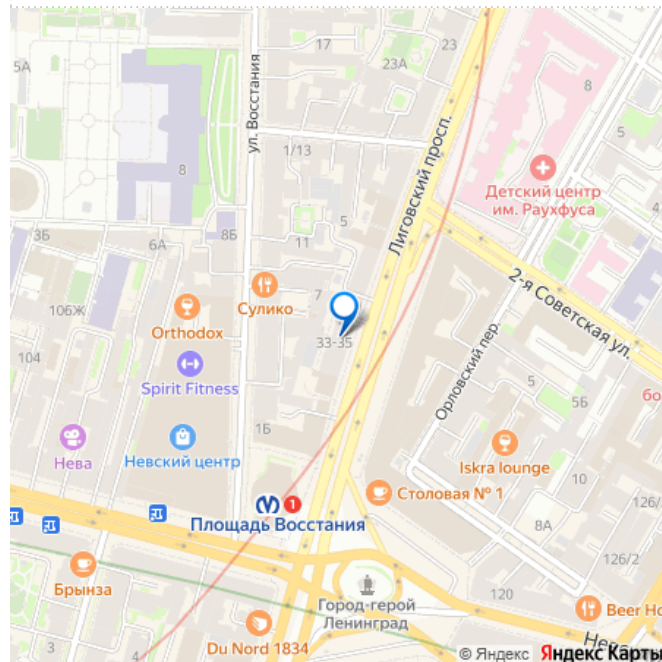 17
23
5А
23А
8
ул. Восстания
5
1/13
8
Лиговский просп.
Детский центр
им. Раухфуса
5
3Б
6А
8Б
11
2-я Советская ул.
106Ж
Сулико
7
Orthodox
33-35
104
Орловский пер.
Spirit Fitness
5
5Б
бо
1Б
Нева
Невский центр
Iskra lounge
10
Столовая № 1
1
Площадь Восстания
8А
126/2
Брынза
Город-герой
Ленинград
120
126/
Beer Ho
3
4
Du Nord 1834
Нев
© Яндекс Яндекс Карты